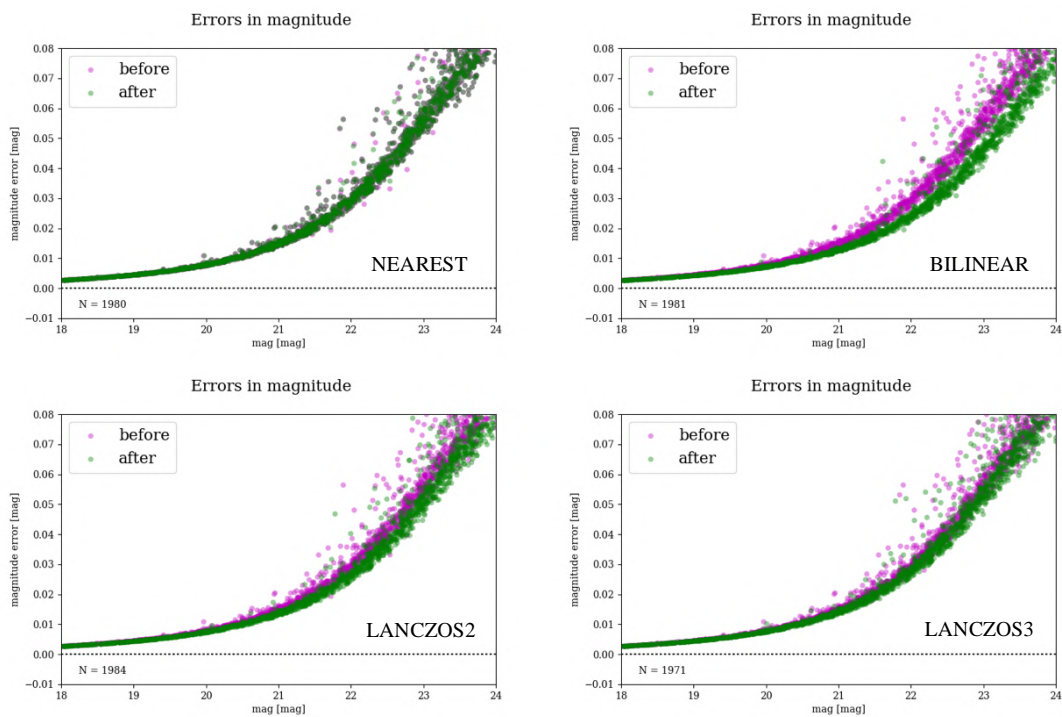 Errors in magnitude
before
after
0.08
0.07
0.06
0.05
0.04
0.03
0.02
0.01
0.00
−0.01
magnitude error [mag]
NEAREST
N = 1980
18 19 20 21 22 23 24
mag [mag]
Errors in magnitude
before
after
0.08
0.07
0.06
0.05
0.04
0.03
0.02
0.01
0.00
−0.01
magnitude error [mag]
BILINEAR
N = 1981
18 19 20 21 22 23 24
mag [mag]
Errors in magnitude
before
after
0.08
0.07
0.06
0.05
0.04
0.03
0.02
0.01
0.00
−0.01
magnitude error [mag]
LANCZOS2
N = 1984
18 19 20 21 22 23 24
mag [mag]
Errors in magnitude
before
after
0.08
0.07
0.06
0.05
0.04
0.03
0.02
0.01
0.00
−0.01
magnitude error [mag]
LANCZOS3
N = 1971
18 19 20 21 22 23 24
mag [mag]